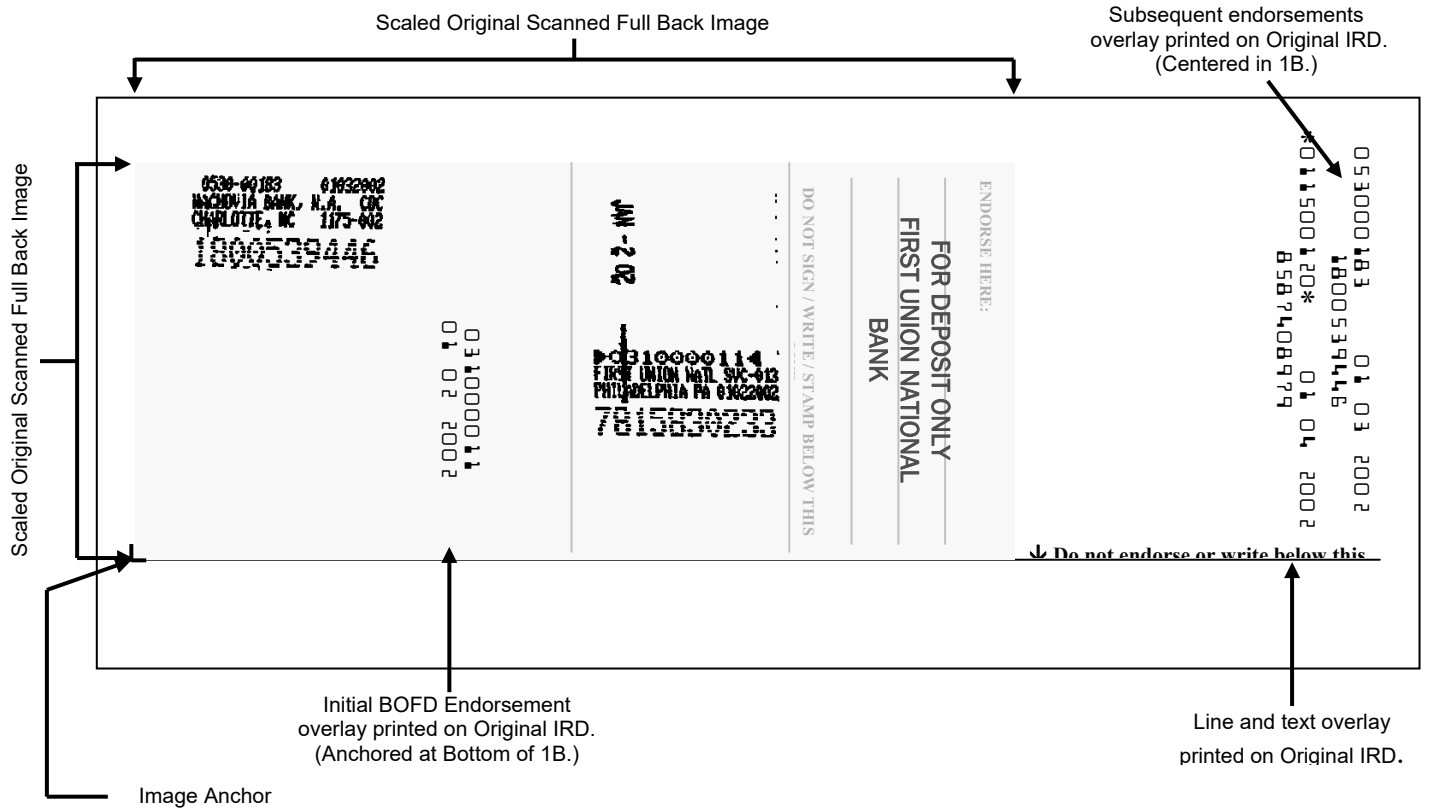 Scaled Original Scanned Full Back Image
Subsequent endorsements
overlay printed on Original IRD.
(Centered in 1B.)
Scaled Original Scanned Full Back Image
0530-00183 01032002
WACHOVIA BANK, N.A. CDC
CHARLOTTE, NC 1175-002
1800539446
031000011
01 02 2002
JAN - 2 02
031000011
FIRST UNION NATL SVC-013
PHILADELPHIA PA 01022002
7815830233
DO NOT SIGN / WRITE / STAMP BELOW THIS
ENDORSE HERE:
FOR DEPOSIT ONLY
FIRST UNION NATIONAL
BANK
053000183 01 03 2002
1800539446
*011500120* 01 04 2002
8587408979
Do not endorse or write below this
Initial BOFD Endorsement
overlay printed on Original IRD.
(Anchored at Bottom of 1B.)
Line and text overlay
printed on Original IRD.
Image Anchor